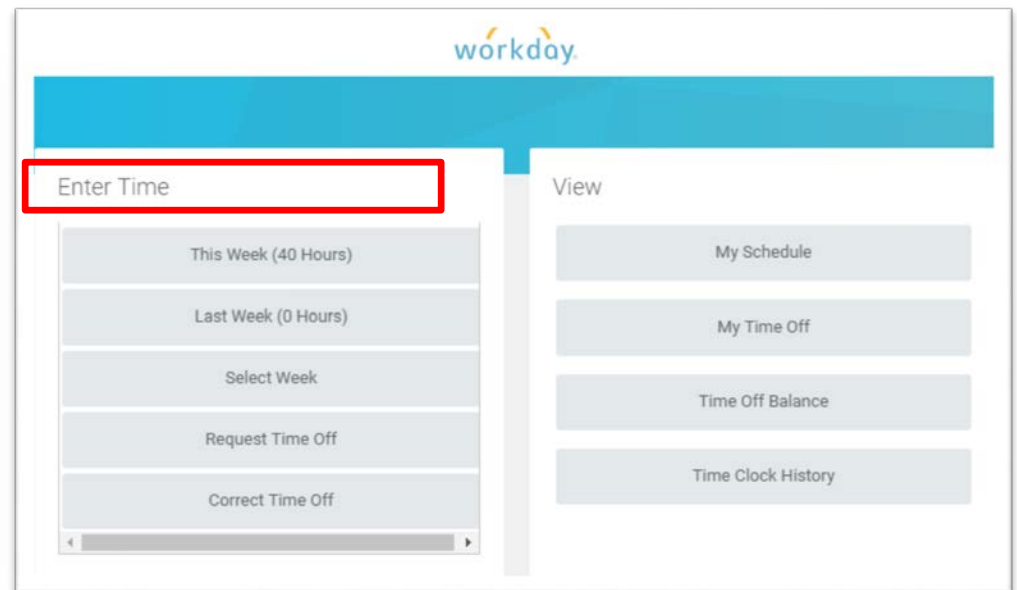 workday.
Enter Time
This Week (40 Hours)
Last Week (0 Hours)
Select Week
Request Time Off
Correct Time Off
View
My Schedule
My Time Off
Time Off Balance
Time Clock History